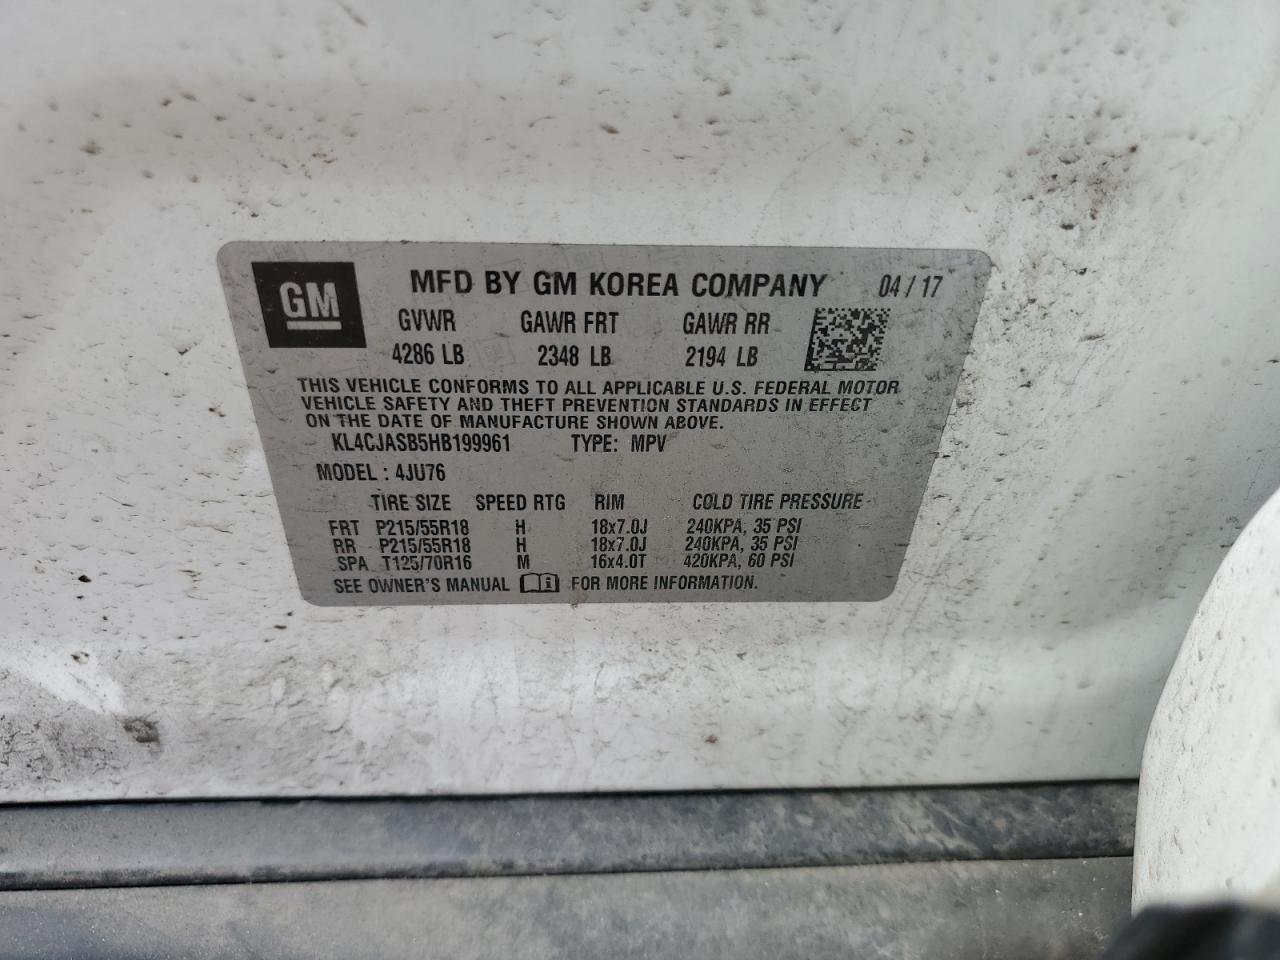 GM
MFD BY GM KOREA COMPANY 04 / 17
GVWR GAWR FRT GAWR RR
4286 LB 2348 LB 2194 LB
THIS VEHICLE CONFORMS TO ALL APPLICABLE U.S. FEDERAL MOTOR
VEHICLE SAFETY AND THEFT PREVENTION STANDARDS IN EFFECT
ON THE DATE OF MANUFACTURE SHOWN ABOVE.
KL4CJASB5HB199961 TYPE: MPV
MODEL : 4JU76
TIRE SIZE SPEED RTG RIM COLD TIRE PRESSURE
FRT P215/55R18 H 18x7.0J 240KPA, 35 PSI
RR P215/55R18 H 18x7.0J 240KPA, 35 PSI
SPA T125/70R16 M 16x4.0T 420KPA, 60 PSI
SEE OWNER'S MANUAL FOR MORE INFORMATION.